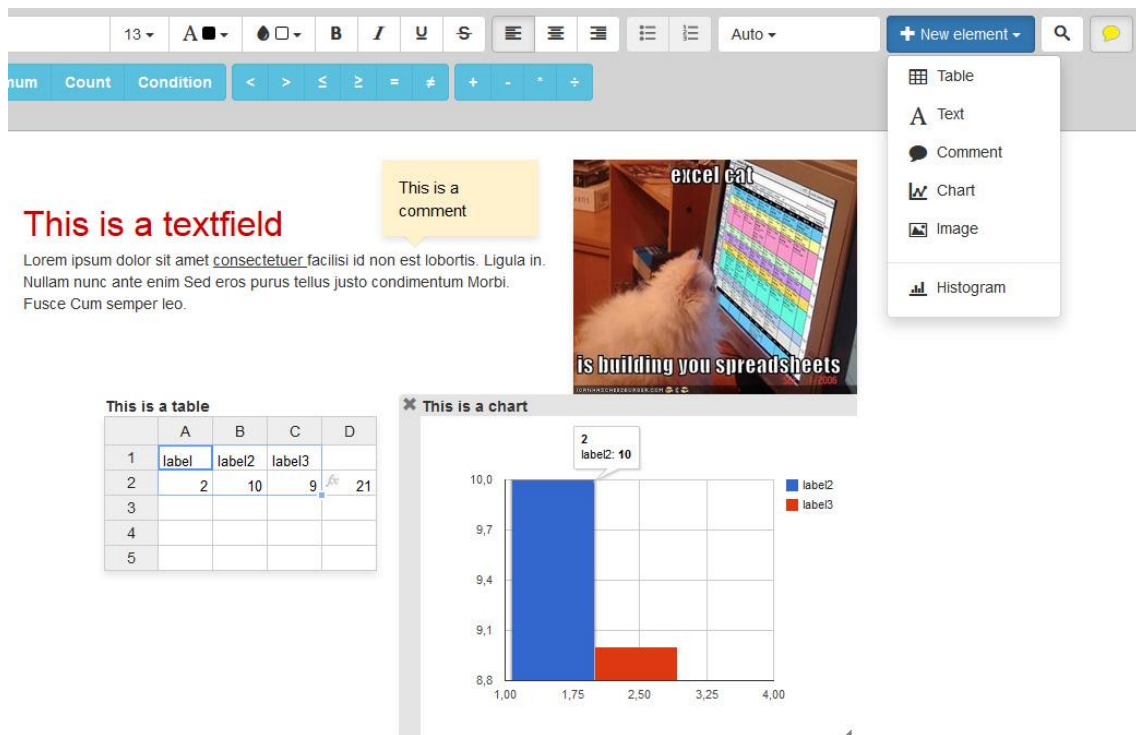 13 A B I U S Auto New element
mum Count Condition < > ≤ ≥ = ≠ + - * ÷
Table
A Text
Comment
Chart
Image
Histogram
This is a
comment
excel cat
is building you spreadsheets
ICANHASCHEEZBURGER.COM
This is a textfield
Lorem ipsum dolor sit amet consectetuer facilisi id non est lobortis. Ligula in.
Nullam nunc ante enim Sed eros purus tellus justo condimentum Morbi.
Fusce Cum semper leo.
This is a table
A B C D
1 label label2 label3
2 2 10 9 fx 21
3
4
5
This is a chart
2
label2: 10
10,0
9,7
9,4
9,1
8,8
1,00 1,75 2,50 3,25 4,00
label2
label3